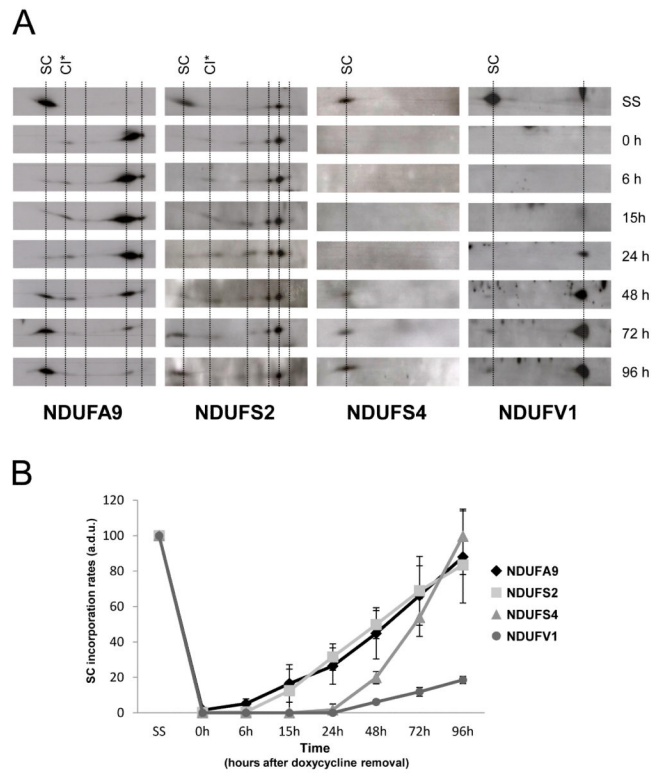 A
SC CI* SC CI* SC SC
SS
0 h
6 h
15h
24 h
48 h
72 h
96 h
NDUFA9 NDUFS2 NDUFS4 NDUFV1
B
SC incorporation rates (a.d.u.)
120
100
80
60
40
20
0
SS 0h 6h 15h 24h 48h 72h 96h
Time
(hours after doxycycline removal)
NDUFA9
NDUFS2
NDUFS4
NDUFV1